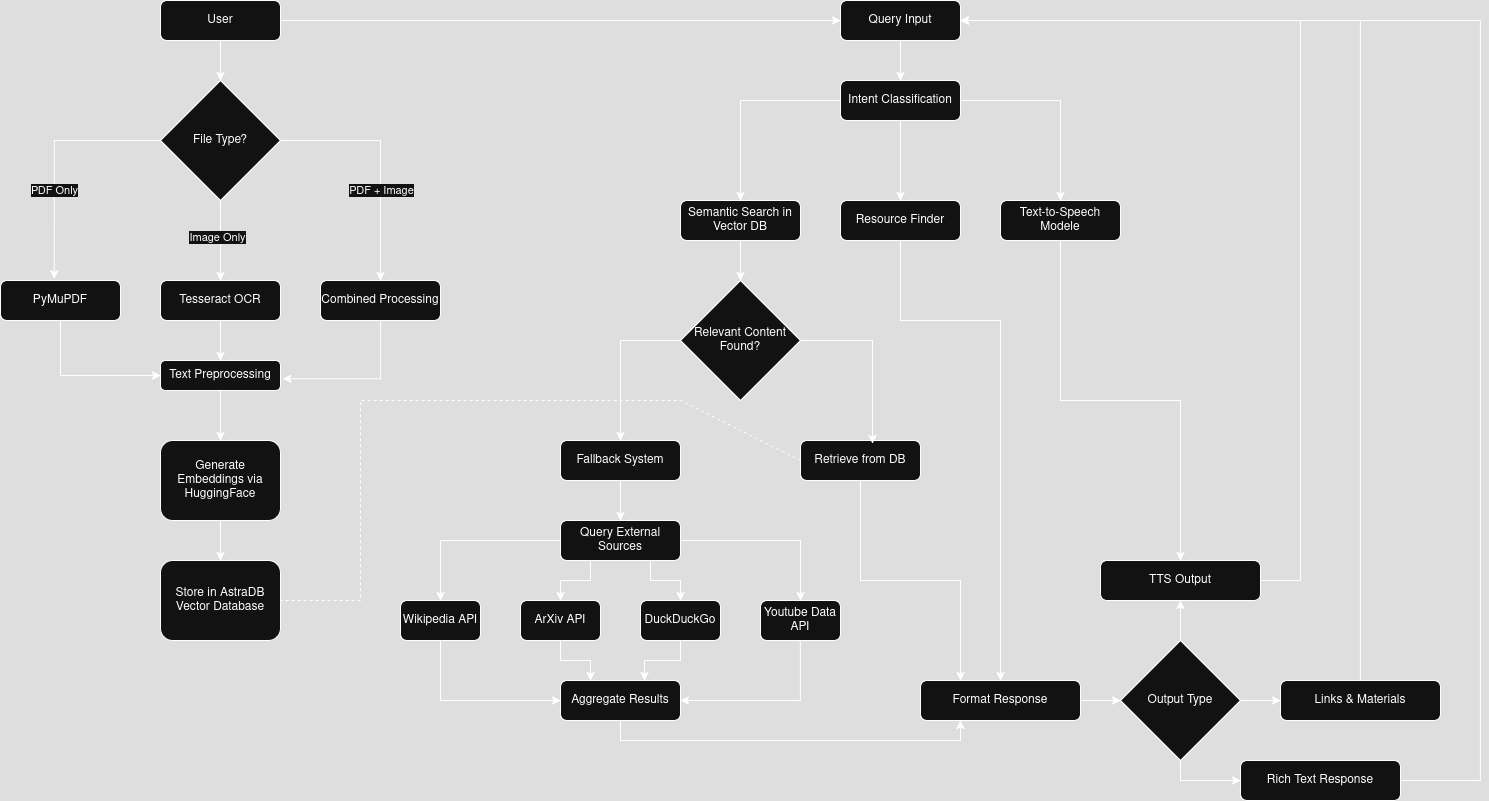 User
Query Input
Intent Classification
File Type?
PDF Only
PDF + Image
Image Only
Semantic Search in
Vector DB
Resource Finder
Text-to-Speech
Modele
PyMuPDF
Tesseract OCR
Combined Processing
Relevant Content
Found?
Text Preprocessing
Generate
Embeddings via
HuggingFace
Fallback System
Retrieve from DB
Query External
Sources
Store in AstraDB
Vector Database
TTS Output
Wikipedia API
ArXiv API
DuckDuckGo
Youtube Data
API
Aggregate Results
Format Response
Output Type
Links & Materials
Rich Text Response